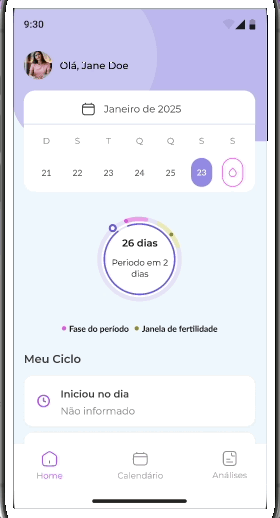 9:30
Olá, Jane Doe
Janeiro de 2025
D S T Q Q S S
21 22 23 24 25 23
26 dias
Periodo em 2
dias
Fase do período Janela de fertilidade
Meu Ciclo
Iniciou no dia
Não informado
Home Calendário Análises